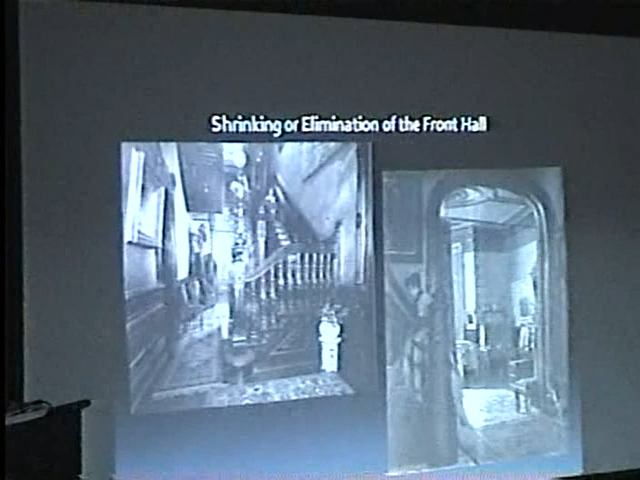 Shrinking or Elimination of the Front Hall